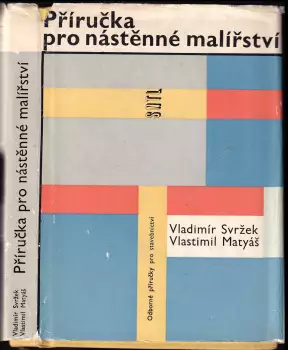 Příručka
pro nástěnné malířství
SNTL
Vladimír Svržek
Vlastimil Matyáš
Odborné příručky pro stavebnictví
Vladimír Svržek
Vlastimil Matyáš
Příručka pro nástěnné malířství